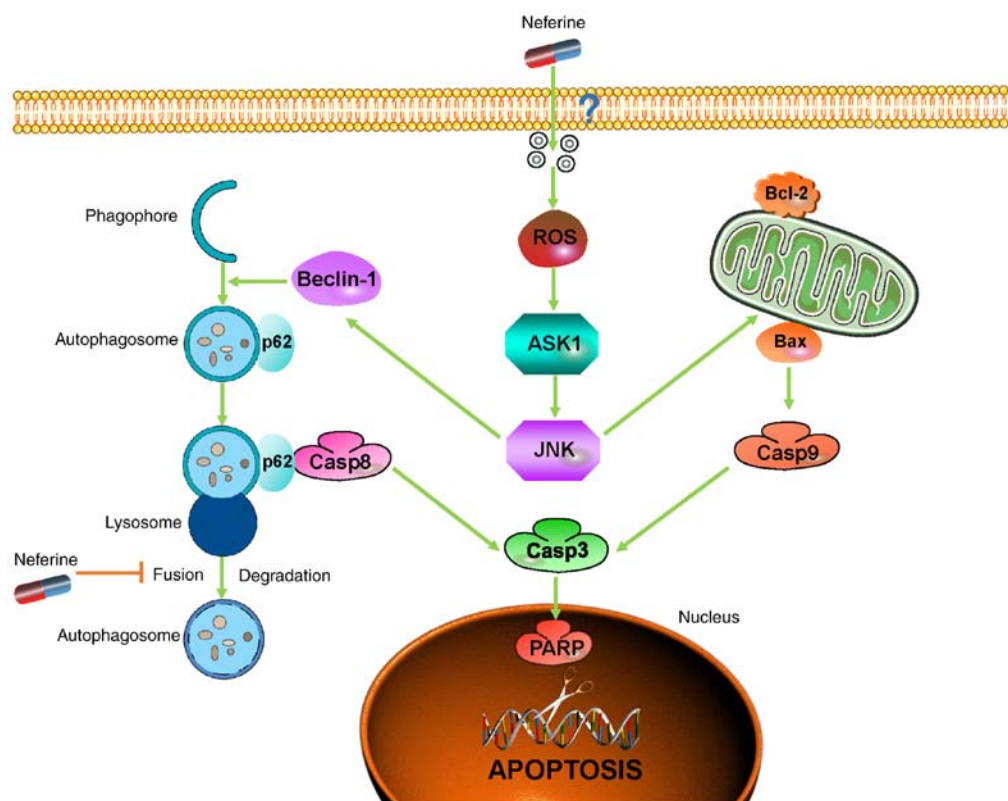 Neferine
?
Bcl-2
Phagophore
ROS
Beclin-1
Autophagosome
p62
ASK1
Bax
JNK
p62
Casp8
Casp9
Lysosome
Casp3
Neferine
Fusion
Degradation
Nucleus
Autophagosome
PARP
APOPTOSIS